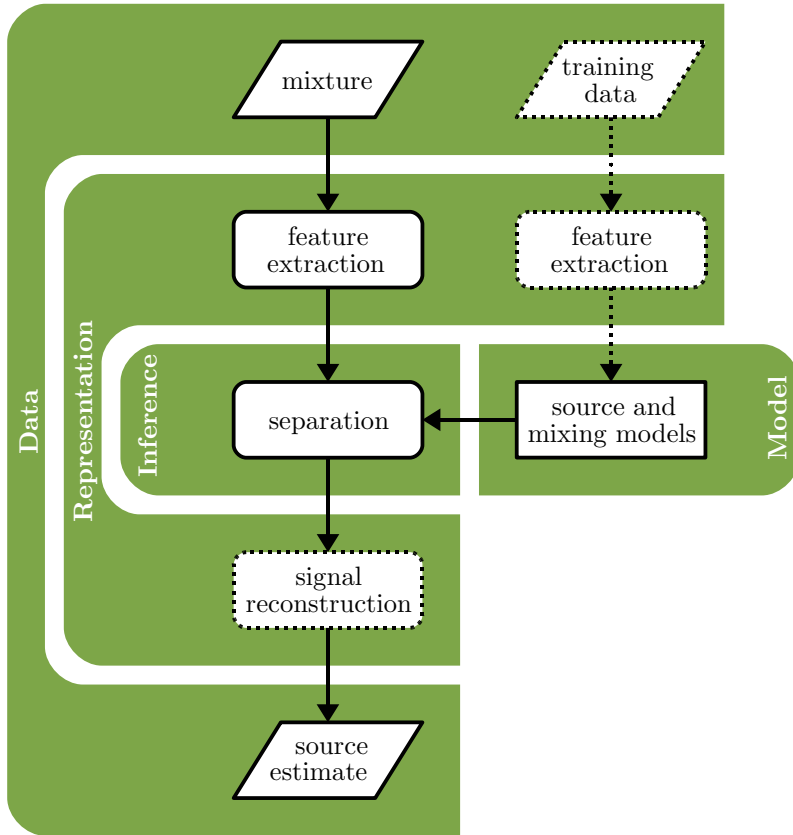 mixture
training
data
feature
extraction
feature
extraction
Data
Representation
Inference
separation
source and
mixing models
Model
signal
reconstruction
source
estimate